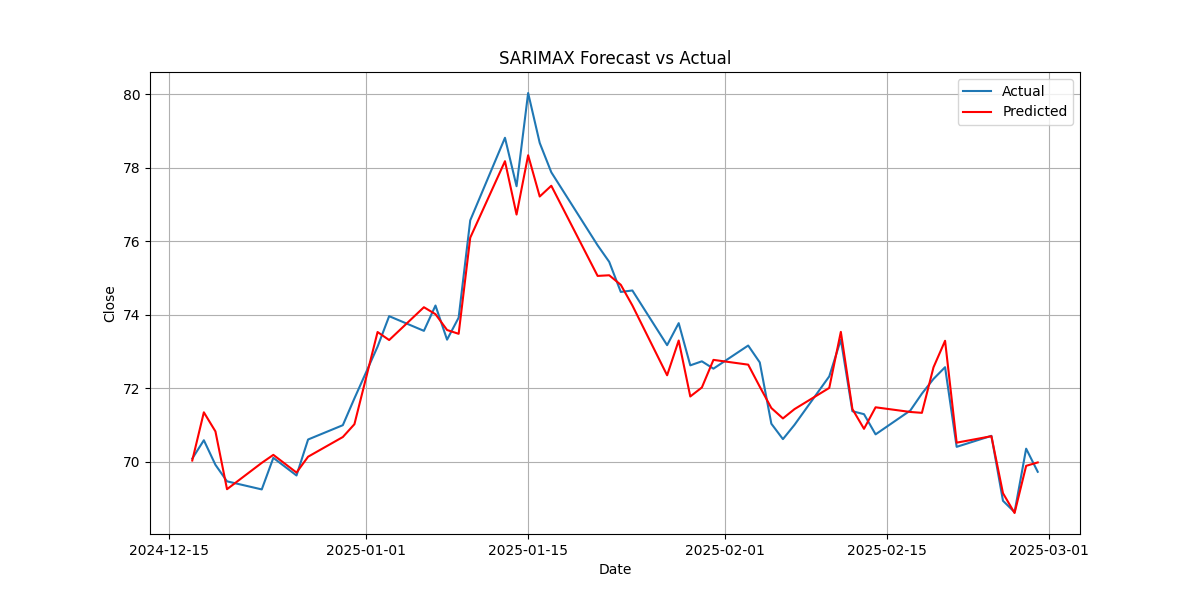 SARIMAX Forecast vs Actual
Actual
Predicted
80
78
76
74
72
70
Close
2024-12-15
2025-01-01
2025-01-15
2025-02-01
2025-02-15
2025-03-01
Date